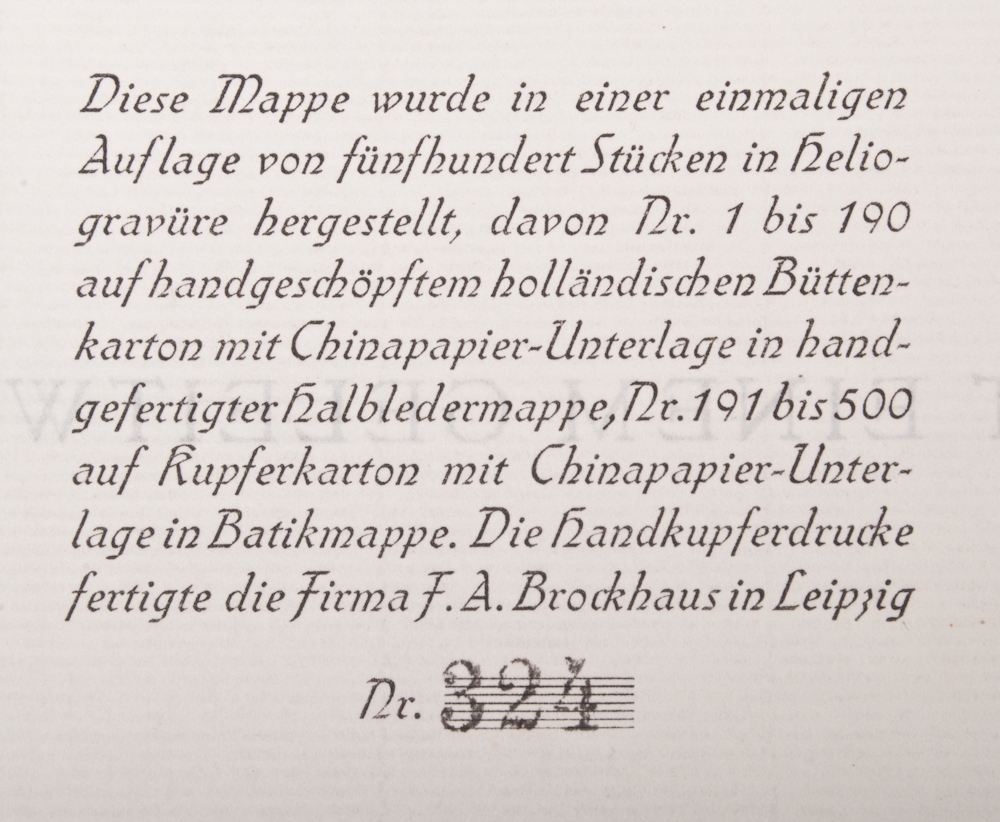 Diese Mappe wurde in einer einmaligen
Auflage von fünfhundert Stücken in Helio-
gravüre hergestellt, davon Nr. 1 bis 190
auf handgeschöpftem holländischen Bütten-
karton mit Chinapapier-Unterlage in hand-
gefertigter Halbledermappe, Nr. 191 bis 500
auf Kupferkarton mit Chinapapier-Unter-
lage in Batikmappe. Die Handkupferdrucke
fertigte die Firma F. A. Brockhaus in Leipzig
Nr. 324